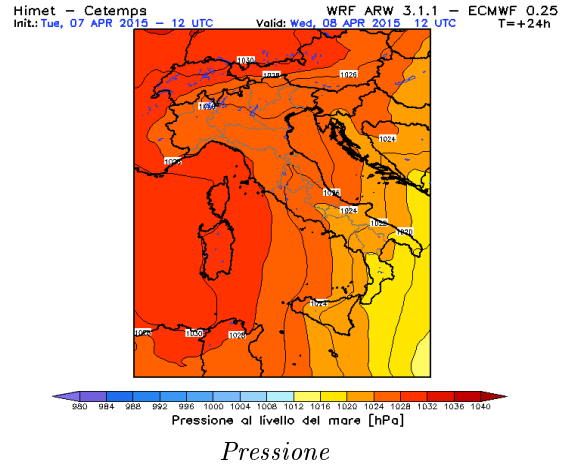 Himet – Cetemps WRF ARW 3.1.1 – ECMWF 0.25
Init.: Tue, 07 APR 2015 – 12 UTC Valid: Wed, 08 APR 2015 12 UTC T=+24h
1030
1028 1026
1024
1028
1026
1024
1020
1024
1030 1028
980 984 988 992 996 1000 1004 1008 1012 1016 1020 1024 1028 1032 1036 1040
Pressione al livello del mare [hPa]
Pressione